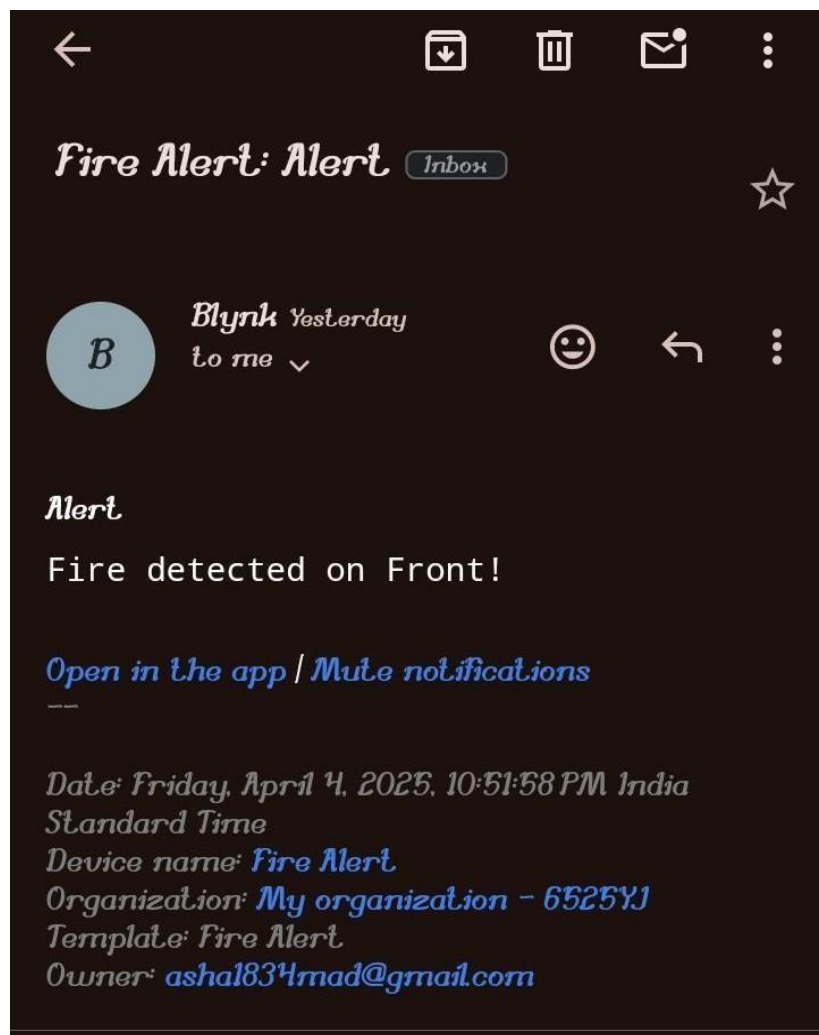 Fire Alert: Alert Inbox
B
Blynk Yesterday
to me
Alert
Fire detected on Front!
Open in the app | Mute notifications
--
Date: Friday, April 4, 2025, 10:51:58 PM India
Standard Time
Device name: Fire Alert
Organization: My organization - 6525YJ
Template: Fire Alert
Owner: asha1834mad@gmail.com